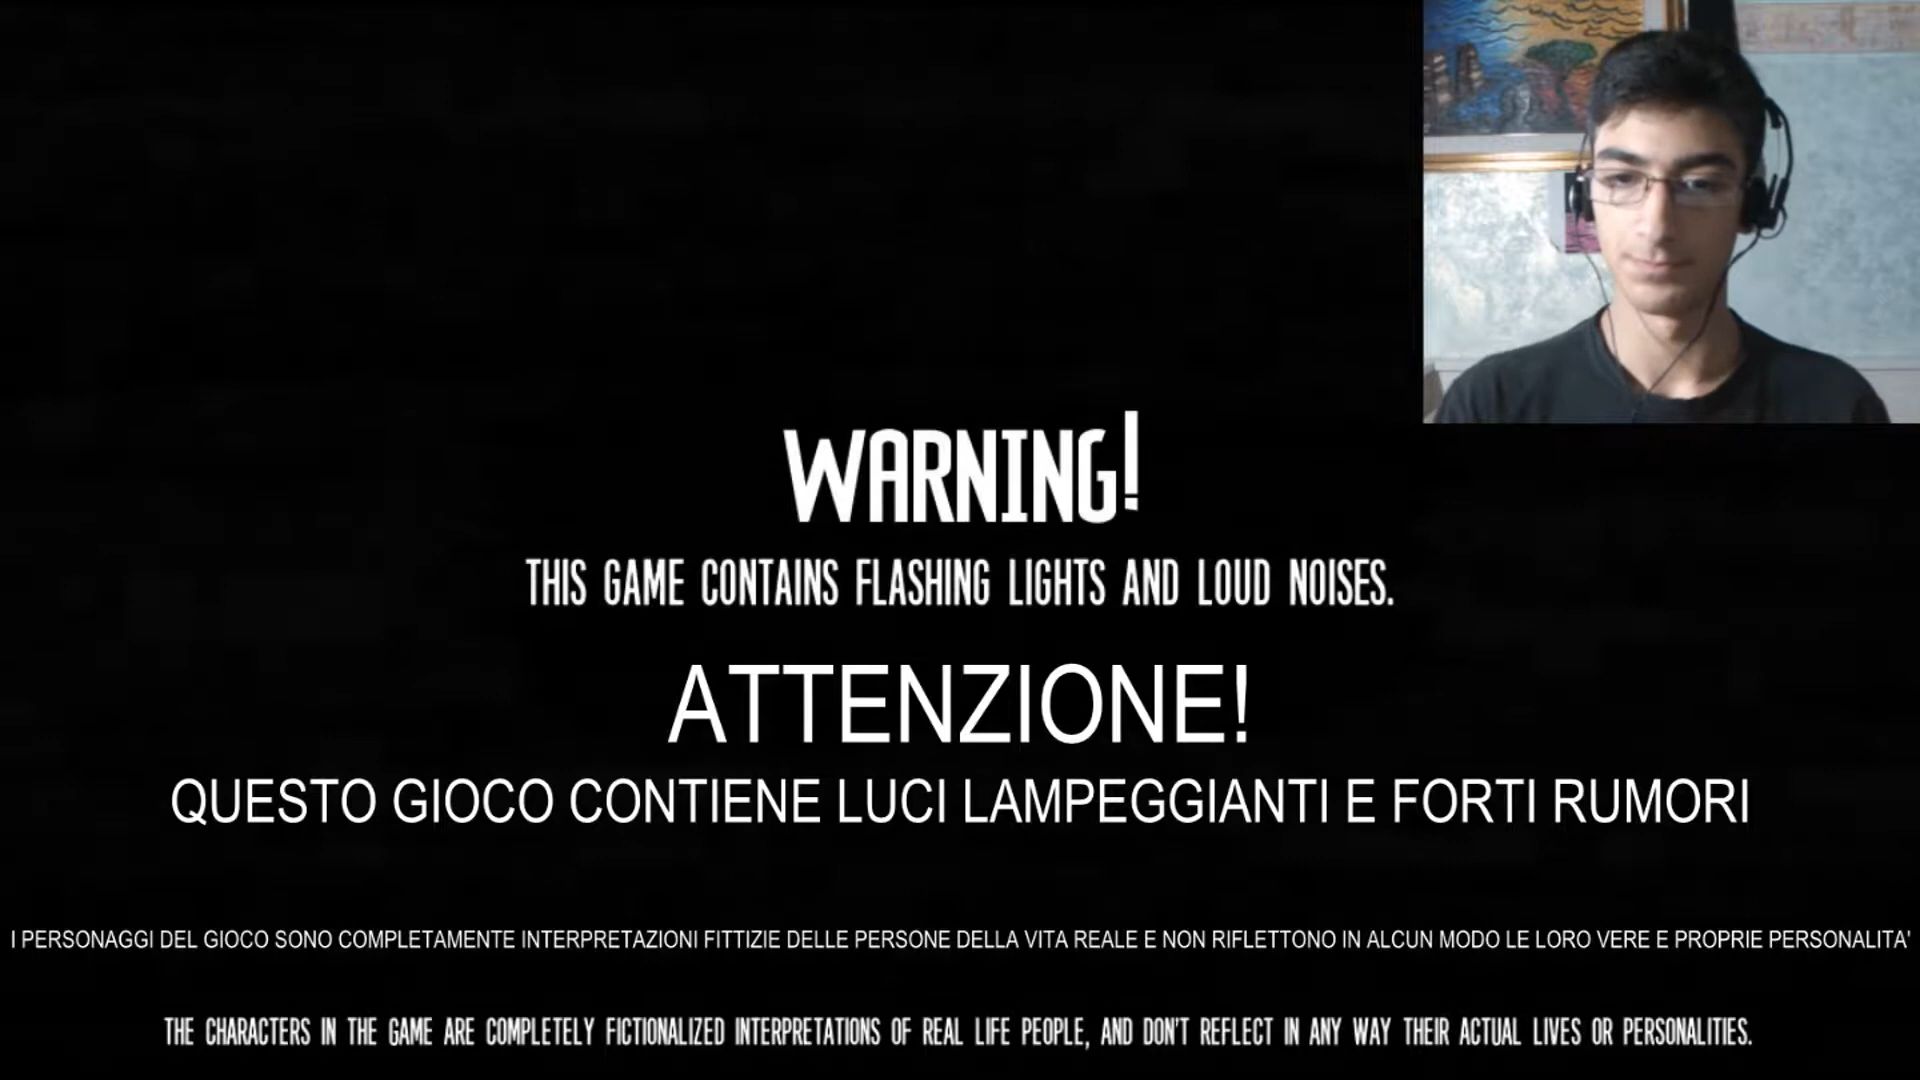 WARNING!
THIS GAME CONTAINS FLASHING LIGHTS AND LOUD NOISES.
ATTENZIONE!
QUESTO GIOCO CONTIENE LUCI LAMPEGGIANTI E FORTI RUMORI
I PERSONAGGI DEL GIOCO SONO COMPLETAMENTE INTERPRETAZIONI FITTIZIE DELLE PERSONE DELLA VITA REALE E NON RIFLETTONO IN ALCUN MODO LE LORO VERE E PROPRIE PERSONALITA'
THE CHARACTERS IN THE GAME ARE COMPLETELY FICTIONALIZED INTERPRETATIONS OF REAL LIFE PEOPLE, AND DON'T REFLECT IN ANY WAY THEIR ACTUAL LIVES OR PERSONALITIES.